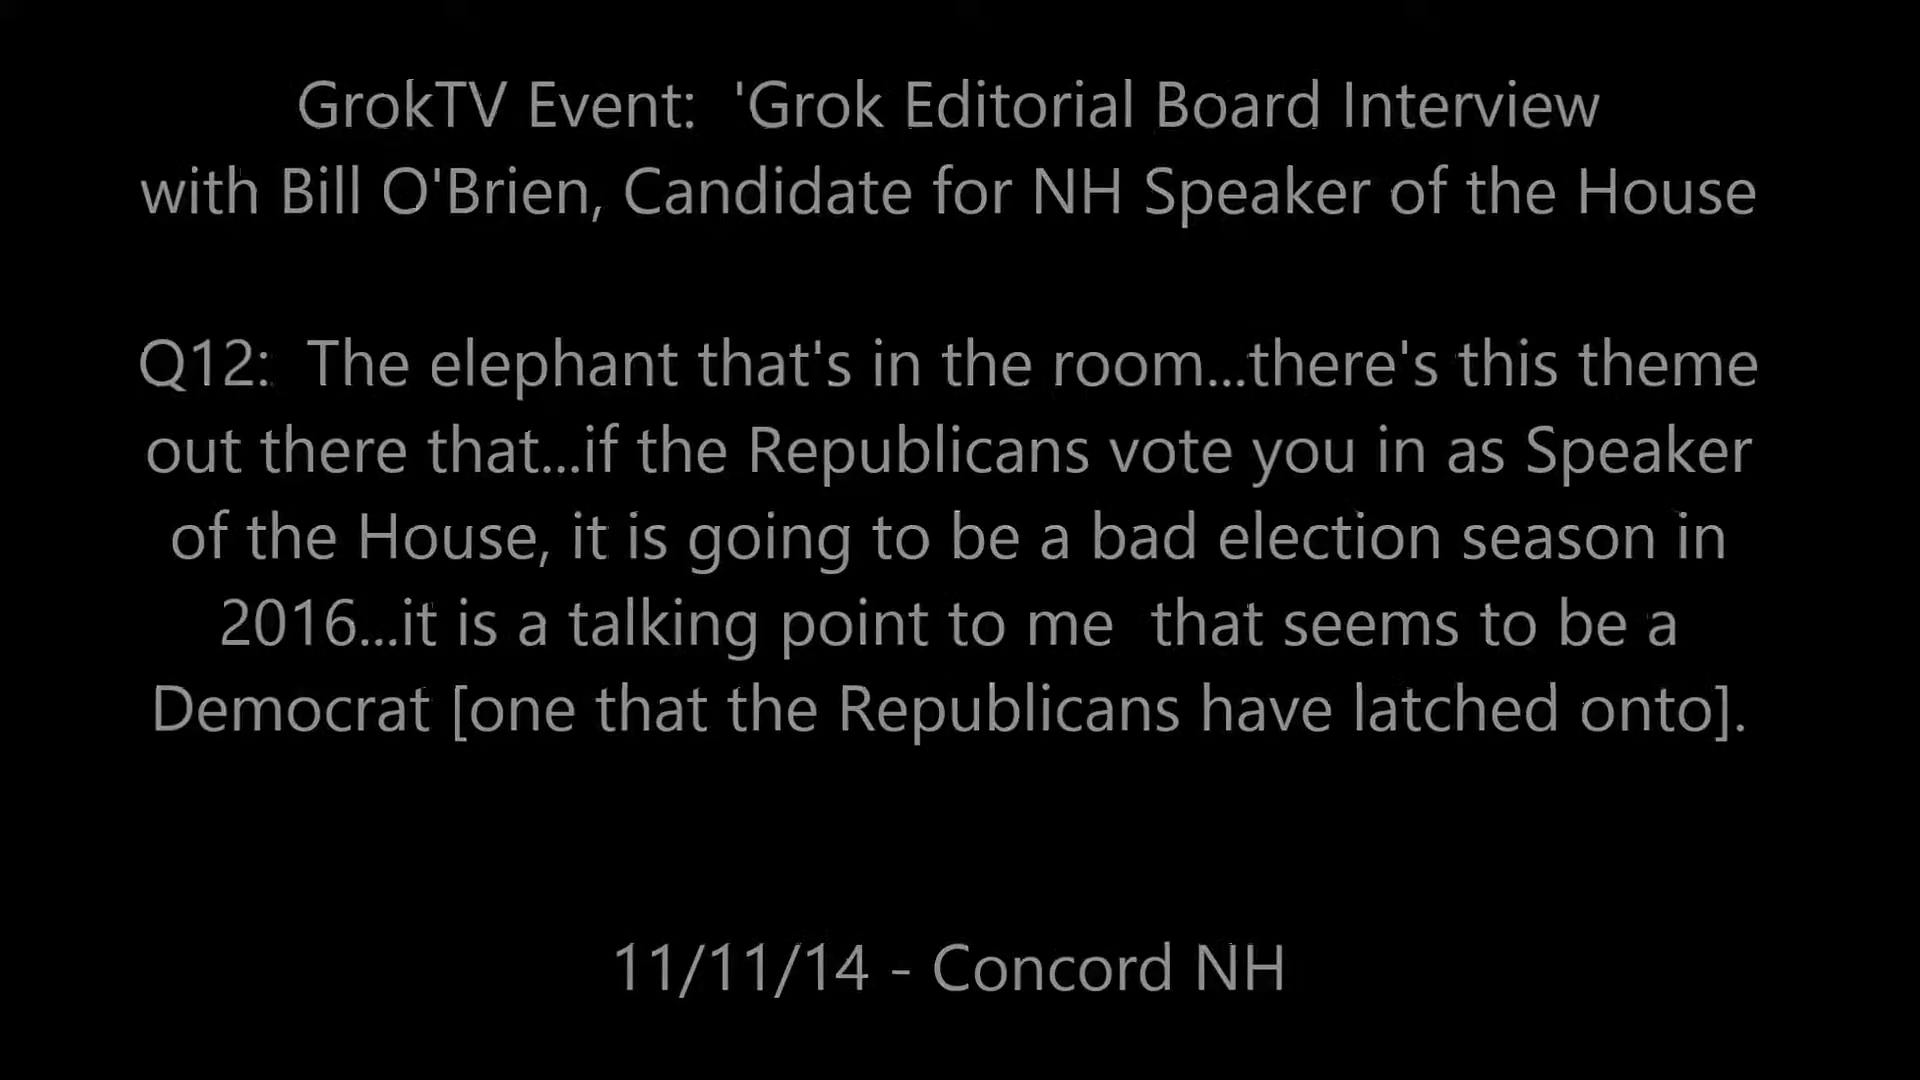 GrokTV Event:  'Grok Editorial Board Interview
with Bill O'Brien, Candidate for NH Speaker of the House
Q12:  The elephant that's in the room...there's this theme
out there that...if the Republicans vote you in as Speaker
of the House, it is going to be a bad election season in
2016...it is a talking point to me  that seems to be a
Democrat [one that the Republicans have latched onto].
11/11/14 - Concord NH